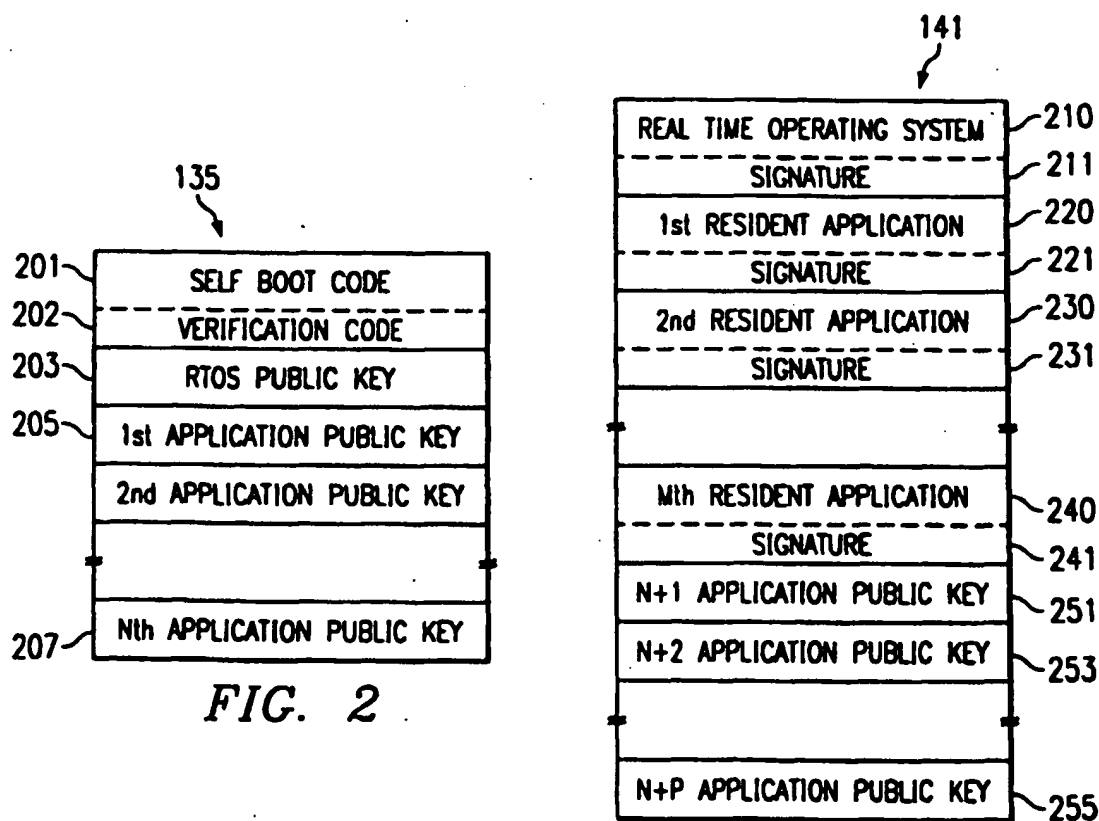 135
201 SELF BOOT CODE
202 VERIFICATION CODE
203 RTOS PUBLIC KEY
205 1st APPLICATION PUBLIC KEY
2nd APPLICATION PUBLIC KEY
207 Nth APPLICATION PUBLIC KEY
FIG. 2
141
REAL TIME OPERATING SYSTEM 210
SIGNATURE 211
1st RESIDENT APPLICATION 220
SIGNATURE 221
2nd RESIDENT APPLICATION 230
SIGNATURE 231
Mth RESIDENT APPLICATION 240
SIGNATURE 241
N+1 APPLICATION PUBLIC KEY 251
N+2 APPLICATION PUBLIC KEY 253
N+P APPLICATION PUBLIC KEY 255